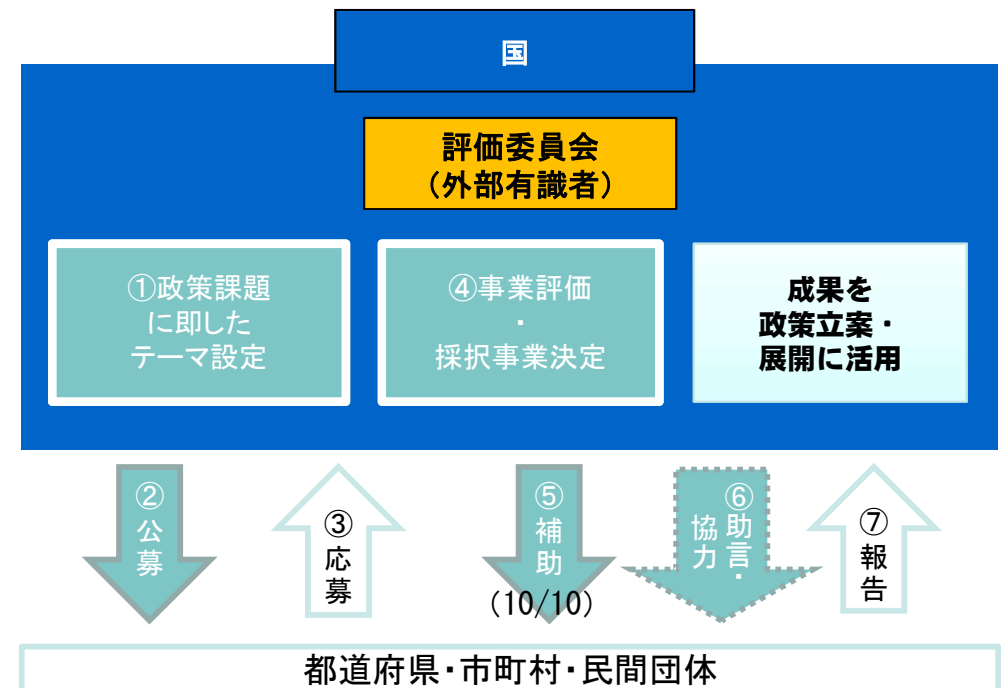 国
評価委員会
（外部有識者）
①政策課題
に即した
テーマ設定
④事業評価
・
採択事業決定
成果を
政策立案・
展開に活用
②公募
③応募
⑤補助
(10/10)
⑥助言・
協力
⑦報告
都道府県・市町村・民間団体